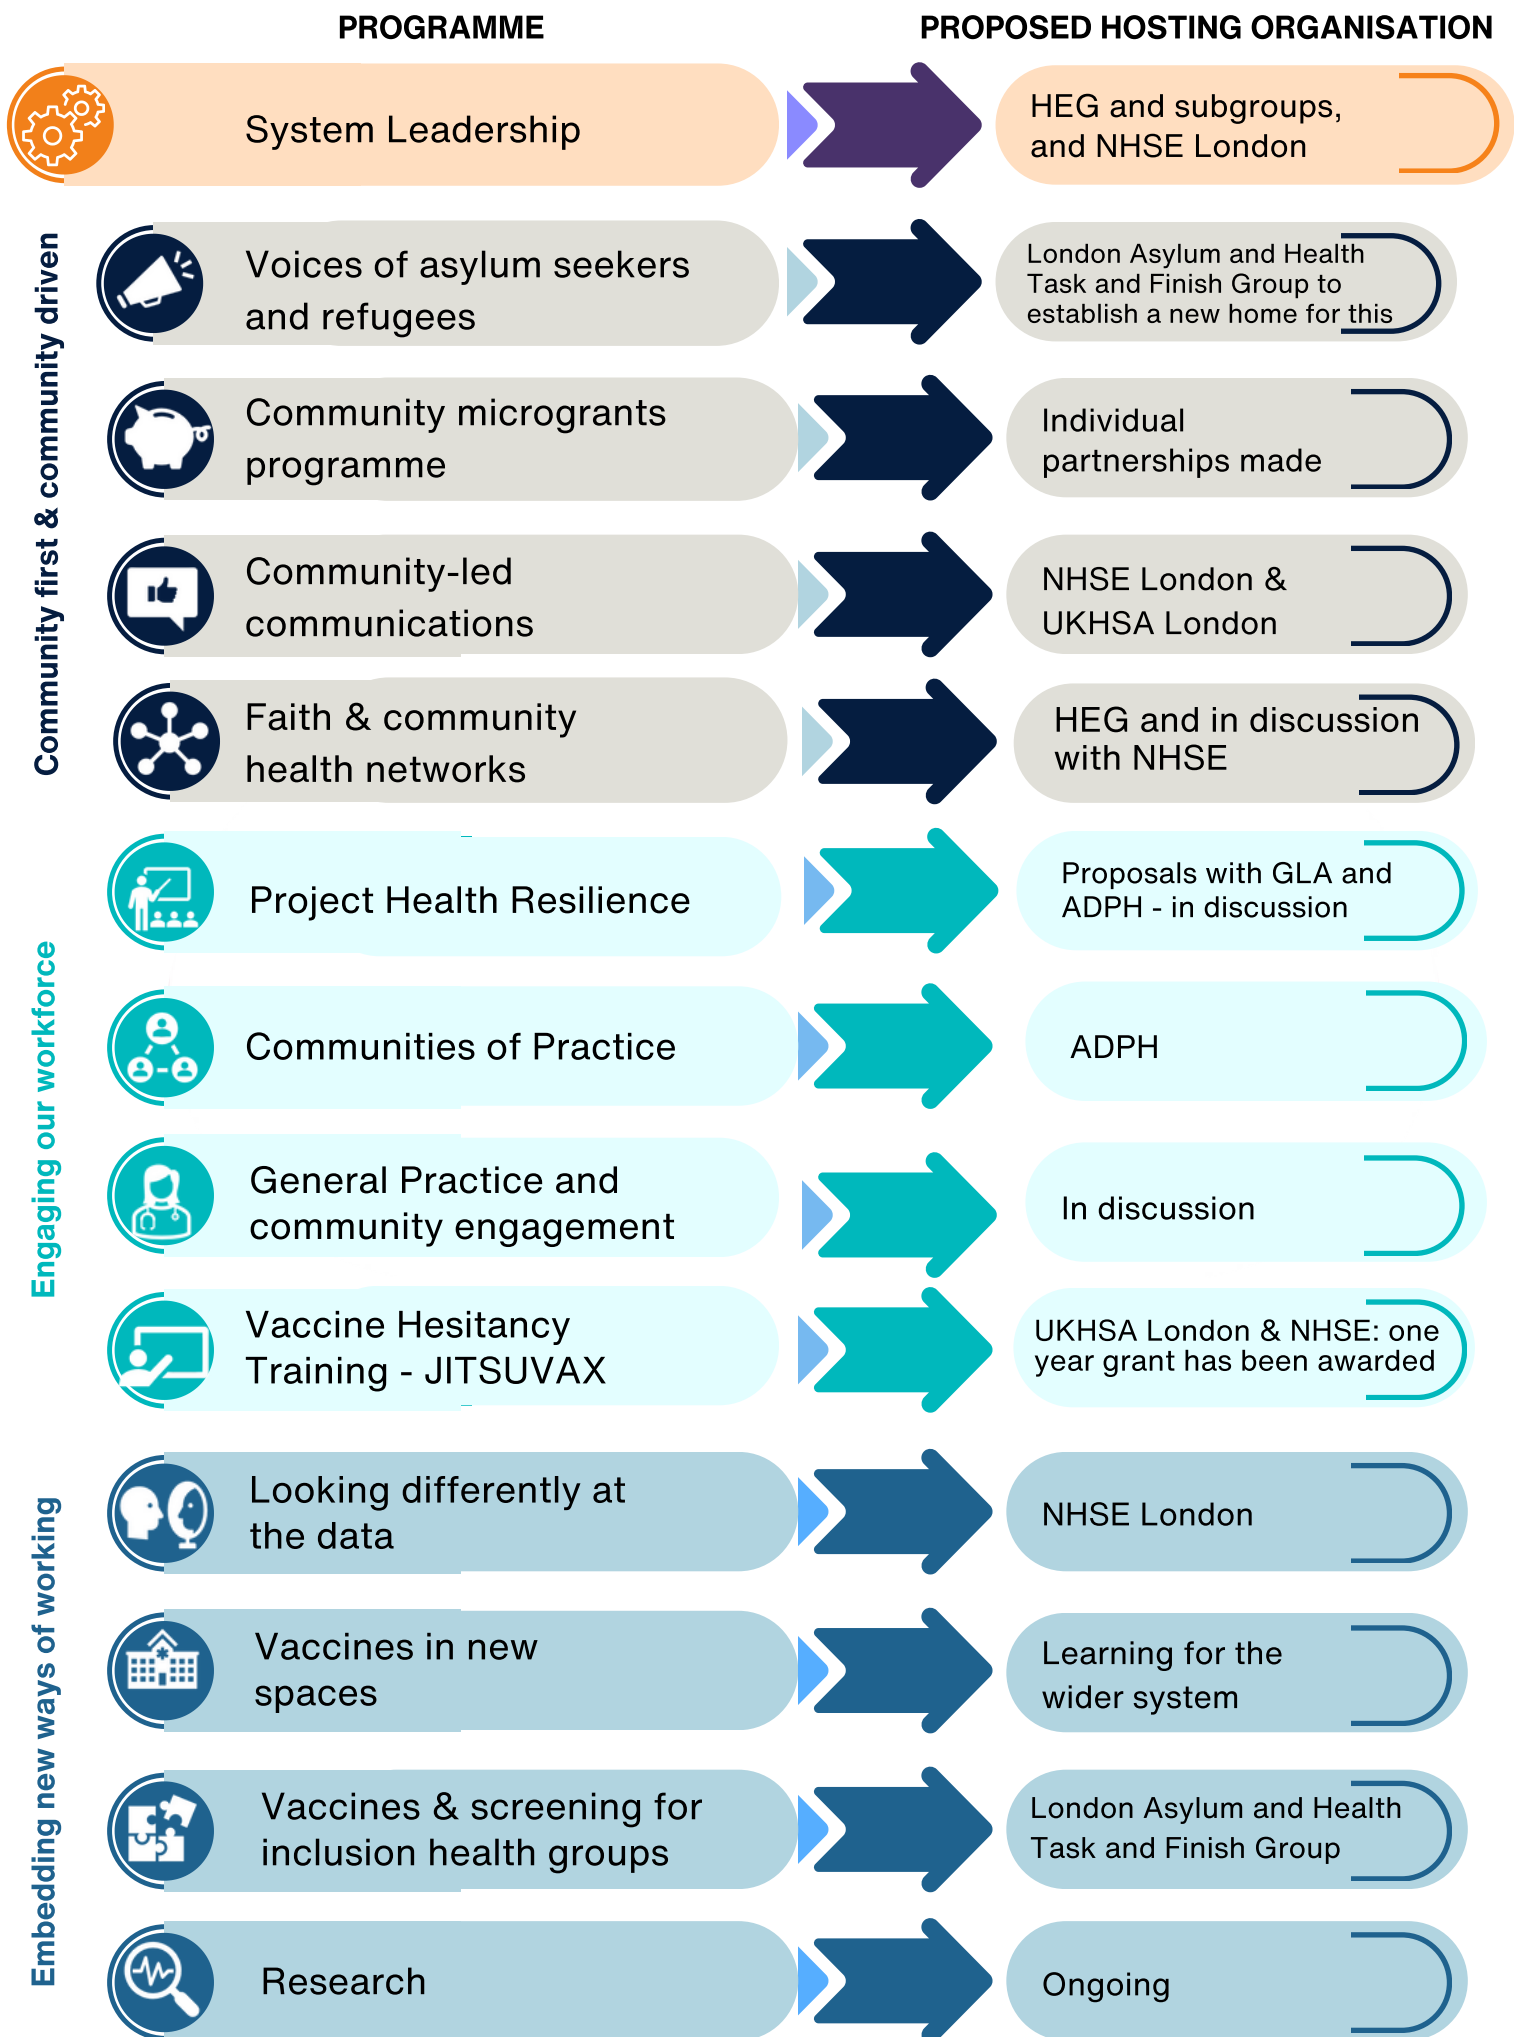 PROGRAMME
PROPOSED HOSTING ORGANISATION
System Leadership
HEG and subgroups,
and NHSE London
Community first & community driven
Voices of asylum seekers
and refugees
London Asylum and Health
Task and Finish Group to
establish a new home for this
Community microgrants
programme
Individual
partnerships made
Community-led
communications
NHSE London &
UKHSA London
Faith & community
health networks
HEG and in discussion
with NHSE
Engaging our workforce
Project Health Resilience
Proposals with GLA and
ADPH - in discussion
Communities of Practice
ADPH
General Practice and
community engagement
In discussion
Vaccine Hesitancy
Training - JITSUVAX
UKHSA London & NHSE: one
year grant has been awarded
Embedding new ways of working
Looking differently at
the data
NHSE London
Vaccines in new
spaces
Learning for the
wider system
Vaccines & screening for
inclusion health groups
London Asylum and Health
Task and Finish Group
Research
Ongoing